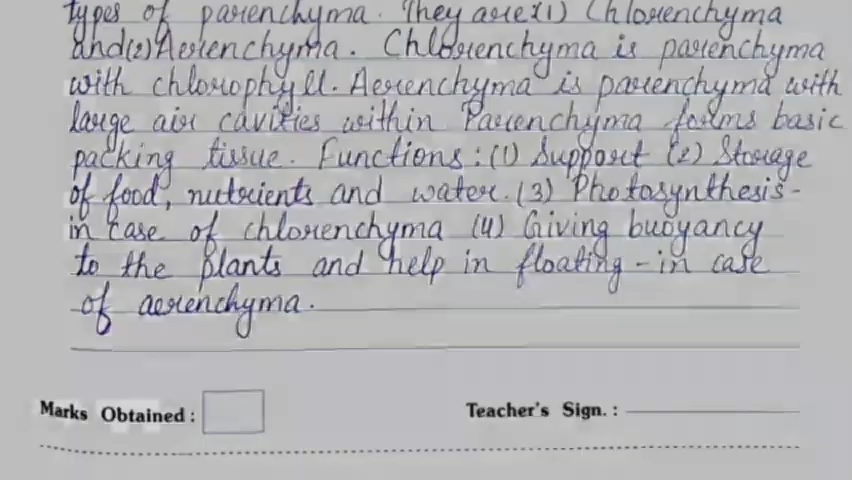 types of parenchyma. They are:(1) Chlorenchyma
and(2)Aerenchyma. Chlorenchyma is parenchyma
with chlorophyll. Aerenchyma is parenchyma with
large air cavities within Parenchyma forms basic
packing tissue. Functions:(1) Support (2) Storage
of food, nutrients and water.(3) Photosynthesis-
in case of chlorenchyma (4) Giving buoyancy
to the plants and help in floating-in case
of aerenchyma.
Marks Obtained :
Teacher's Sign. :